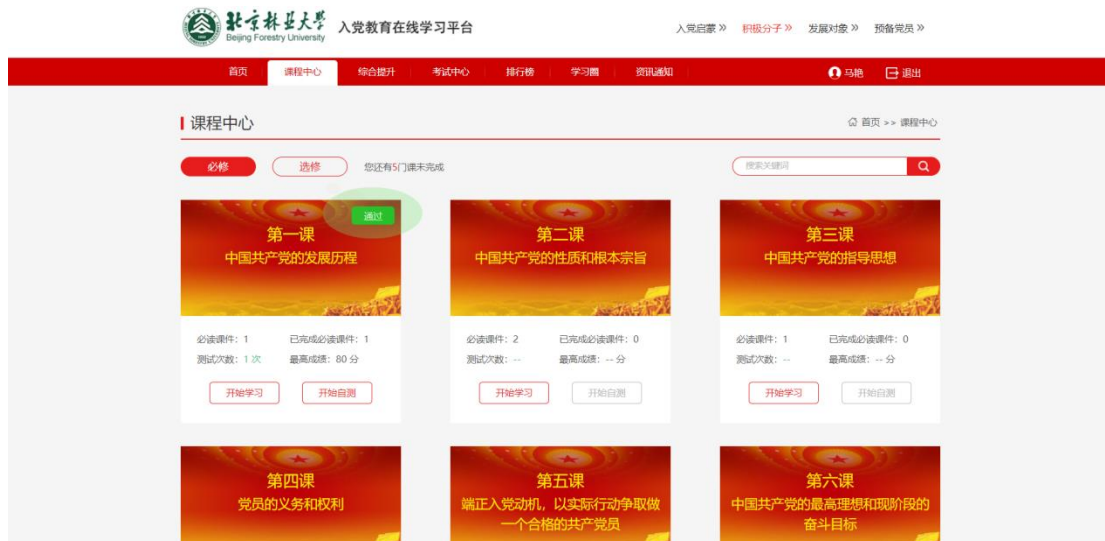 北京林业大学
Beijing Forestry University
入党教育在线学习平台
入党启蒙 》 积极分子 》 发展对象 》 预备党员 》
首页 课程中心 综合提升 考试中心 排行榜 学习圈 资讯通知 马艳 退出
课程中心
首页 >> 课程中心
必修 选修 您还有5门课未完成 搜索关键词
通过
第一课
中国共产党的发展历程
第二课
中国共产党的性质和根本宗旨
第三课
中国共产党的指导思想
必读课件：1 已完成必读课件：1
测试次数：1 次 最高成绩：80 分
开始学习 开始自测
必读课件：2 已完成必读课件：0
测试次数：-- 最高成绩：-- 分
开始学习 开始自测
必读课件：1 已完成必读课件：0
测试次数：-- 最高成绩：-- 分
开始学习 开始自测
第四课
党员的义务和权利
第五课
端正入党动机，以实际行动争取做
一个合格的共产党员
第六课
中国共产党的最高理想和现阶段的
奋斗目标